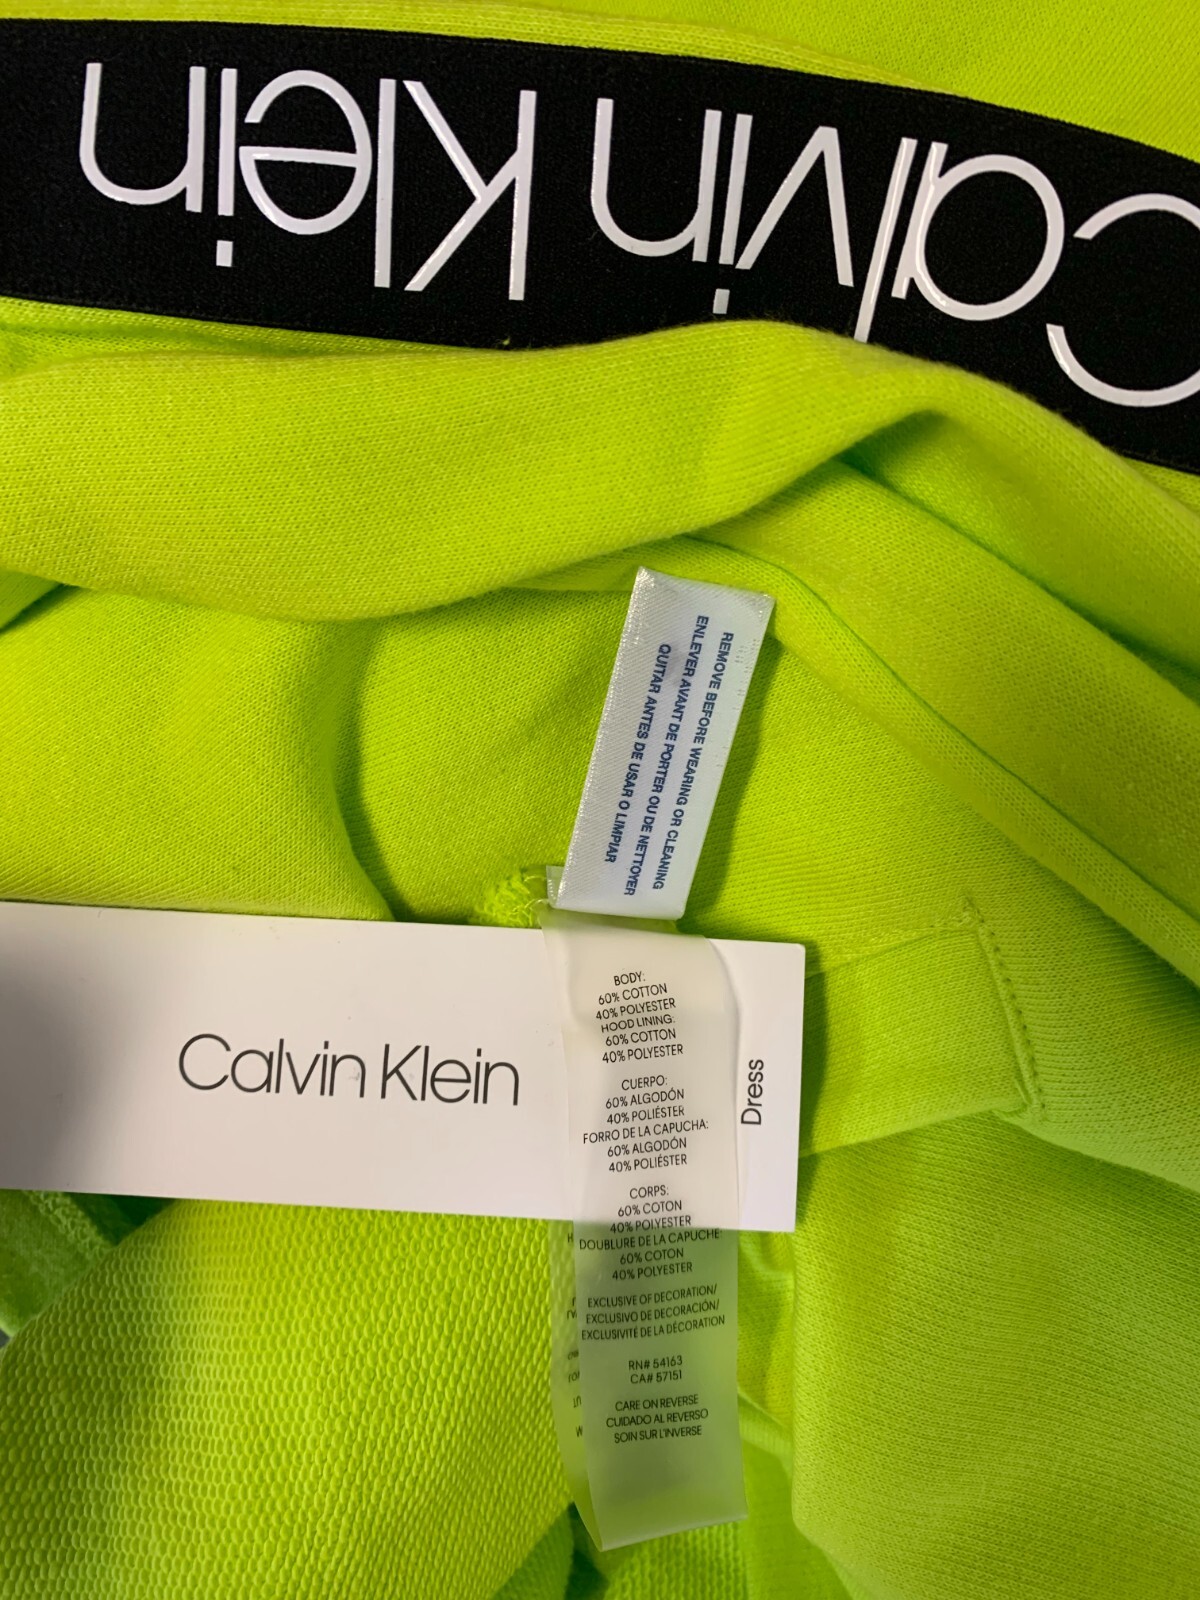 Calvin Klein
REMOVE BEFORE WEARING OR CLEANING
ENLEVER AVANT DE PORTER OU DE NETTOYER
QUITAR ANTES DE USAR O LIMPIAR
Calvin Klein
Dress
BODY:
60% COTTON
40% POLYESTER
HOOD LINING:
60% COTTON
40% POLYESTER
CUERPO:
60% ALGODÓN
40% POLIÉSTER
FORRO DE LA CAPUCHA:
60% ALGODÓN
40% POLIÉSTER
CORPS:
60% COTON
40% POLYESTER
DOUBLURE DE LA CAPUCHE:
60% COTON
40% POLYESTER
EXCLUSIVE OF DECORATION/
EXCLUSIVO DE DECORACIÓN/
EXCLUSIVITÉ DE LA DÉCORATION
RN# 54163
CA# 57151
CARE ON REVERSE
CUIDADO AL REVERSO
SOIN SUR L'INVERSE